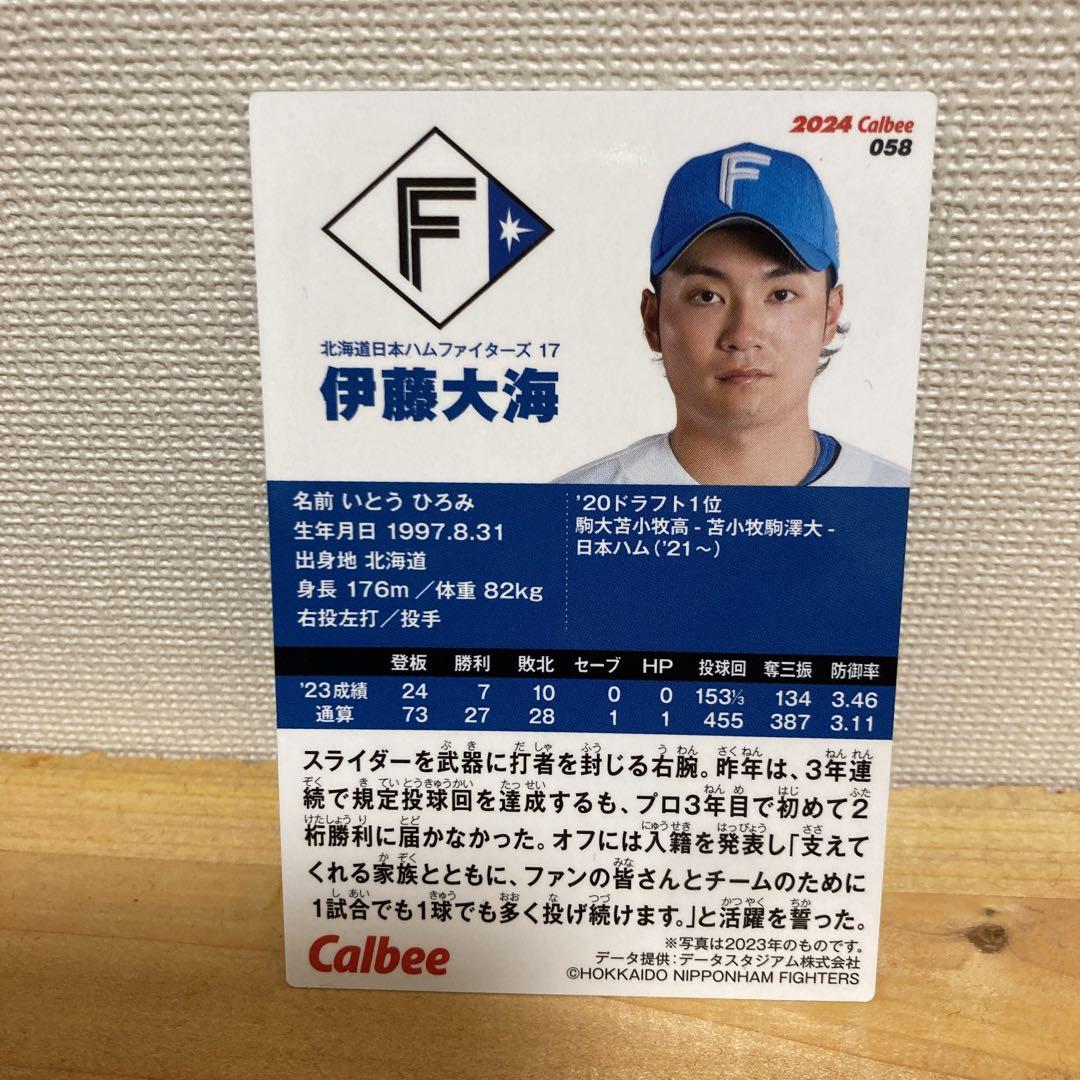 2024 Calbee
058
F
F
北海道日本ハムファイターズ 17
伊藤大海
名前 いとう ひろみ
生年月日 1997.8.31
出身地 北海道
身長 176m ／体重 82kg
右投左打／投手
'20ドラフト1位
駒大苫小牧高 - 苫小牧駒澤大 -
日本ハム('21～)
登板 勝利 敗北 セーブ HP 投球回 奪三振 防御率
'23成績 24 7 10 0 0 153⅓ 134 3.46
通算 73 27 28 1 1 455 387 3.11
スライダーを武器に打者を封じる右腕。昨年は、3年連
続で規定投球回を達成するも、プロ3年目で初めて2
桁勝利に届かなかった。オフには入籍を発表し「支えて
くれる家族とともに、ファンの皆さんとチームのために
1試合でも1球でも多く投げ続けます。」と活躍を誓った。
Calbee
※写真は2023年のものです。
データ提供：データスタジアム株式会社
©HOKKAIDO NIPPONHAM FIGHTERS